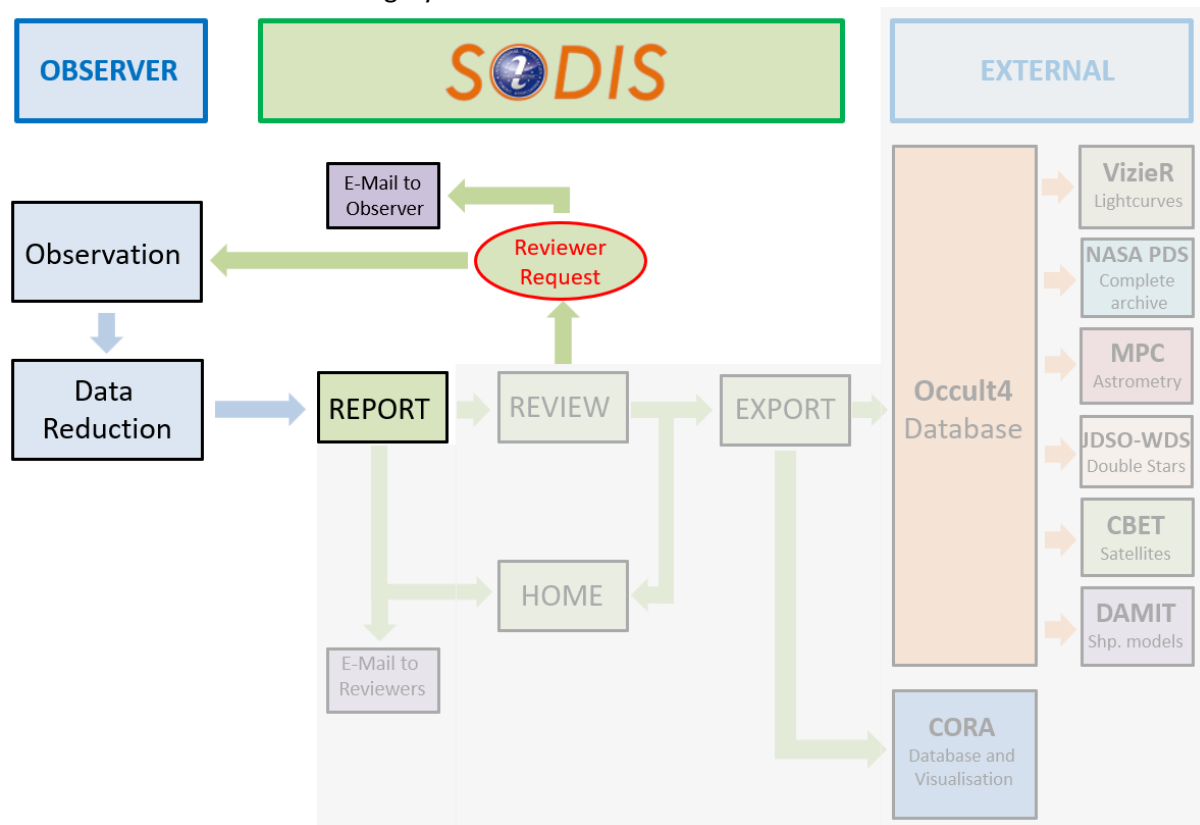 OBSERVER
SODIS
EXTERNAL
E-Mail to
Observer
Observation
Reviewer
Request
Data
Reduction
REPORT
REVIEW
EXPORT
HOME
E-Mail to
Reviewers
Occult4
Database
VizieR
Lightcurves
NASA PDS
Complete
archive
MPC
Astrometry
JDSO-WDS
Double Stars
CBET
Satellites
DAMIT
Shp. models
CORA
Database and
Visualisation